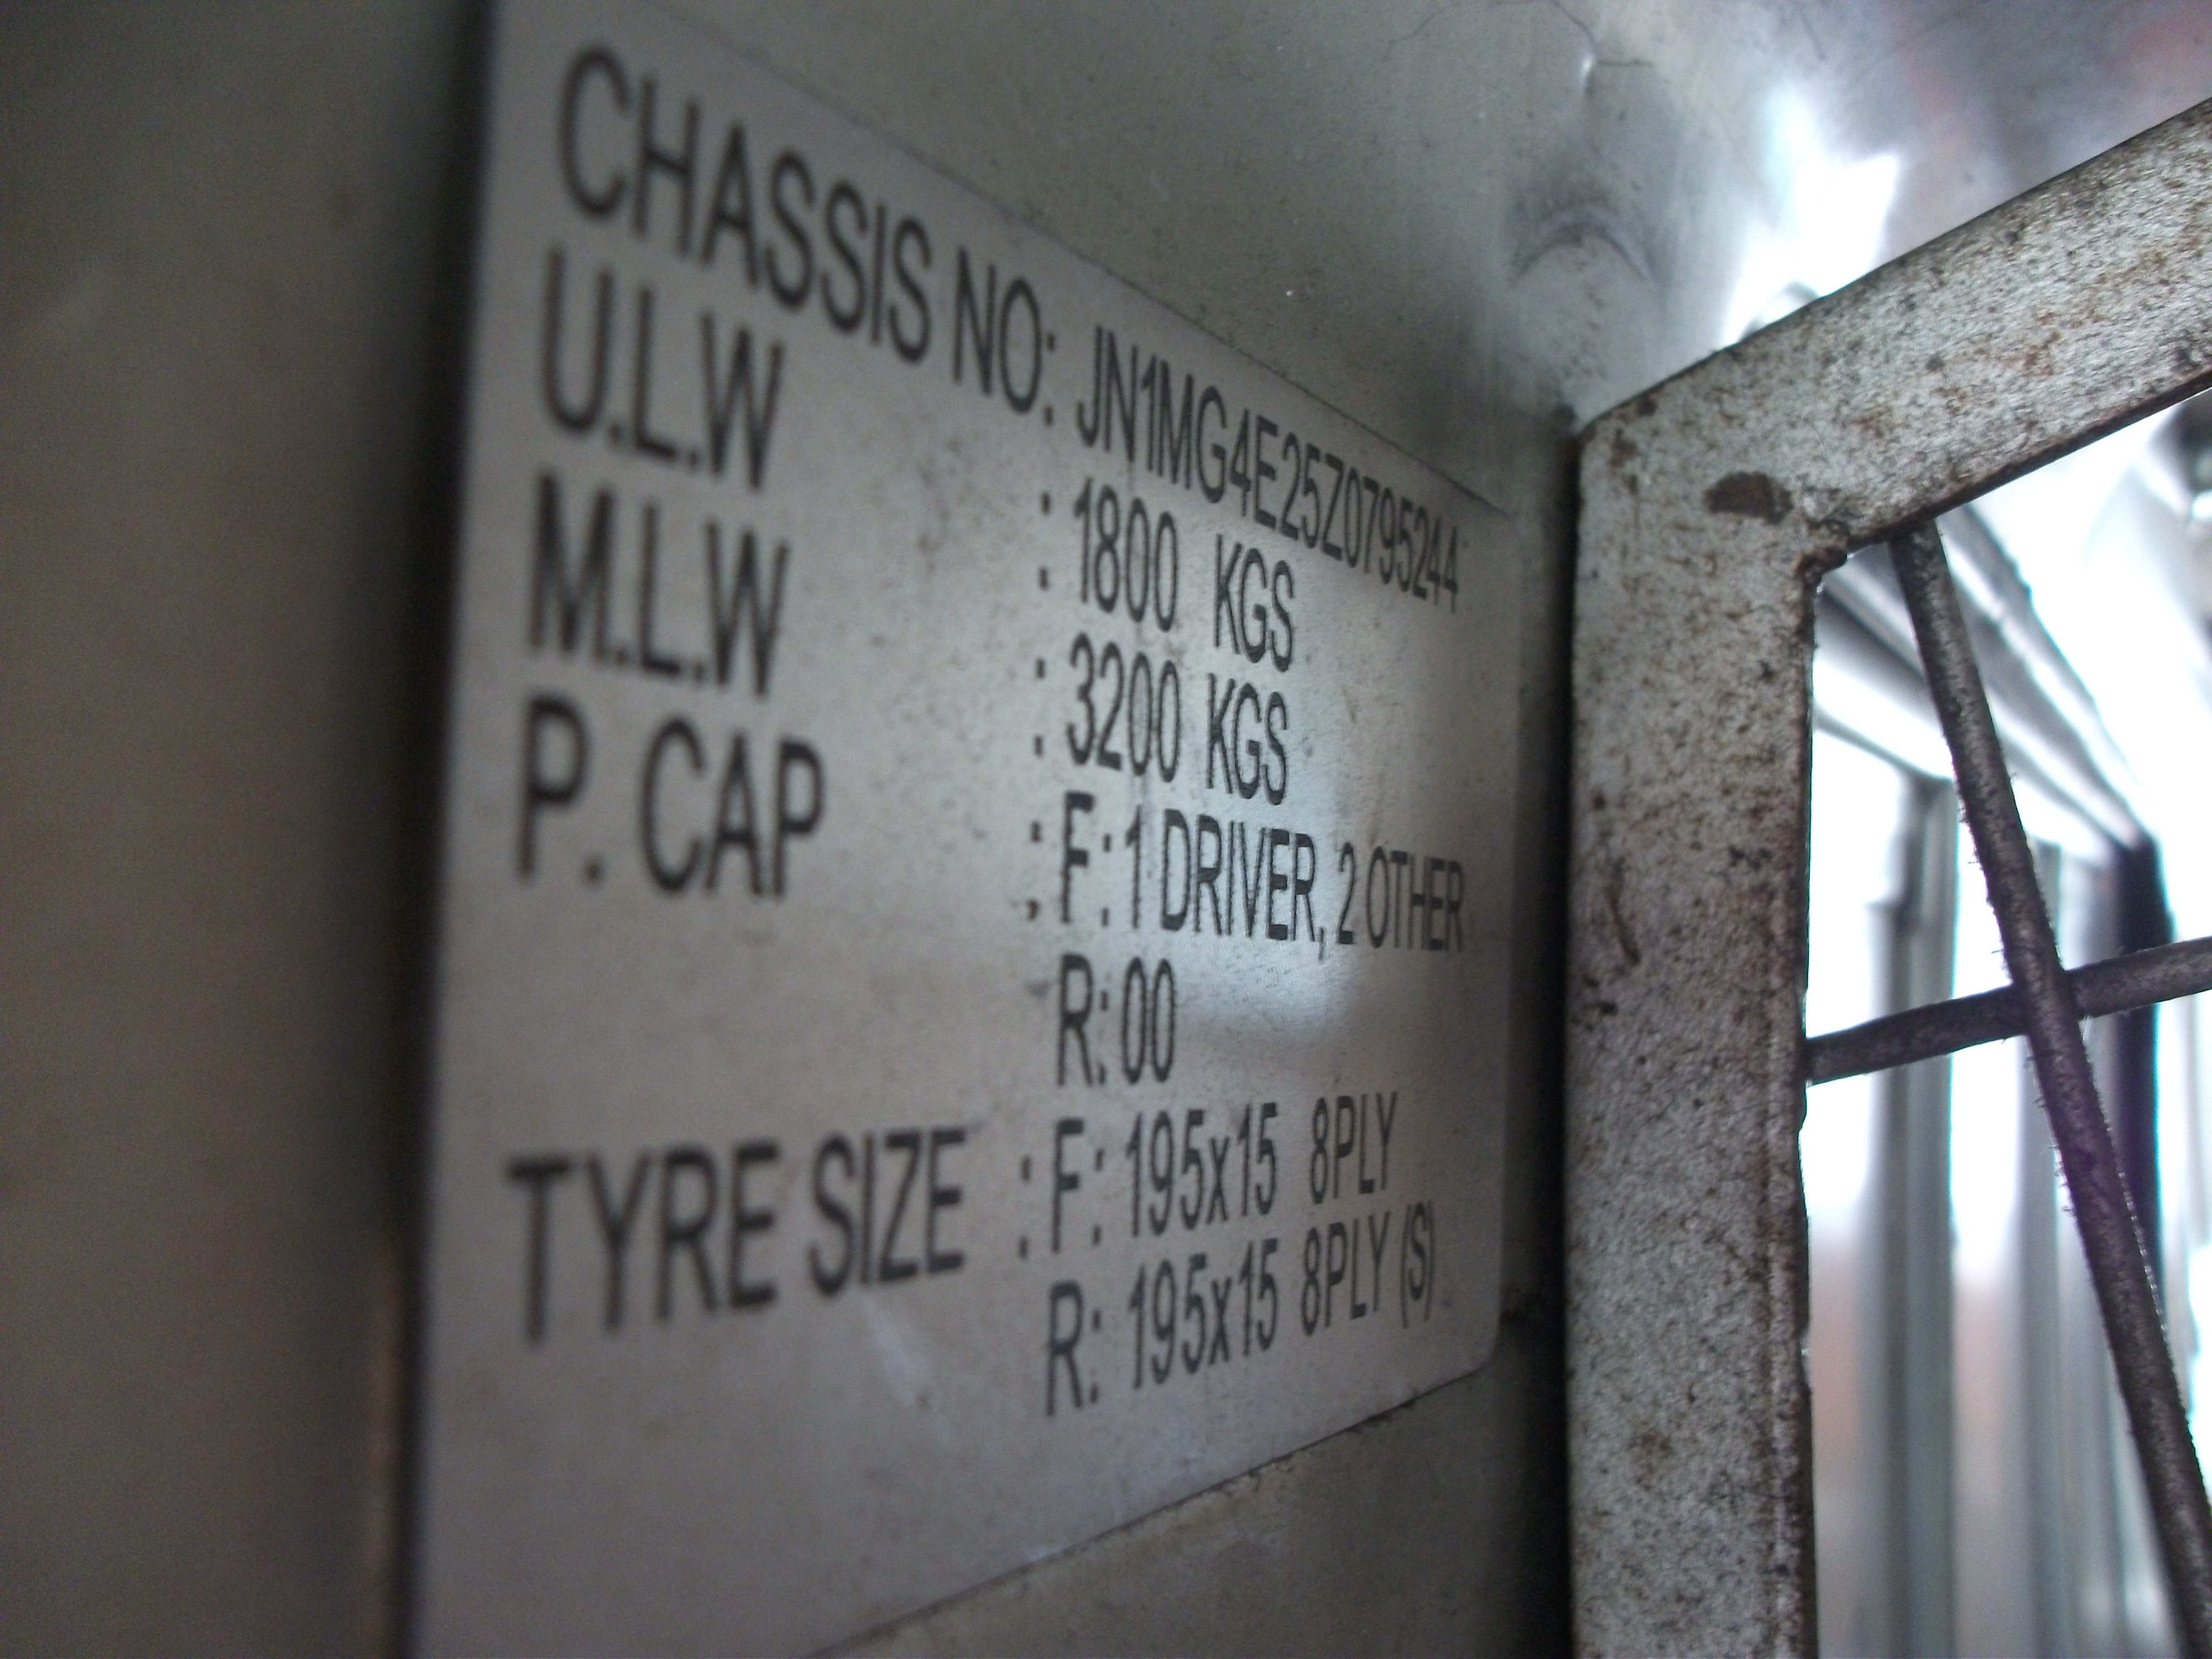 CHASSIS NO: JN1MG4E25Z0795244
U.L.W : 1800 KGS
M.L.W : 3200 KGS
P. CAP : F: 1 DRIVER, 2 OTHER
R: 00
TYRE SIZE : F: 195x15 8PLY
R: 195x15 8PLY (S)